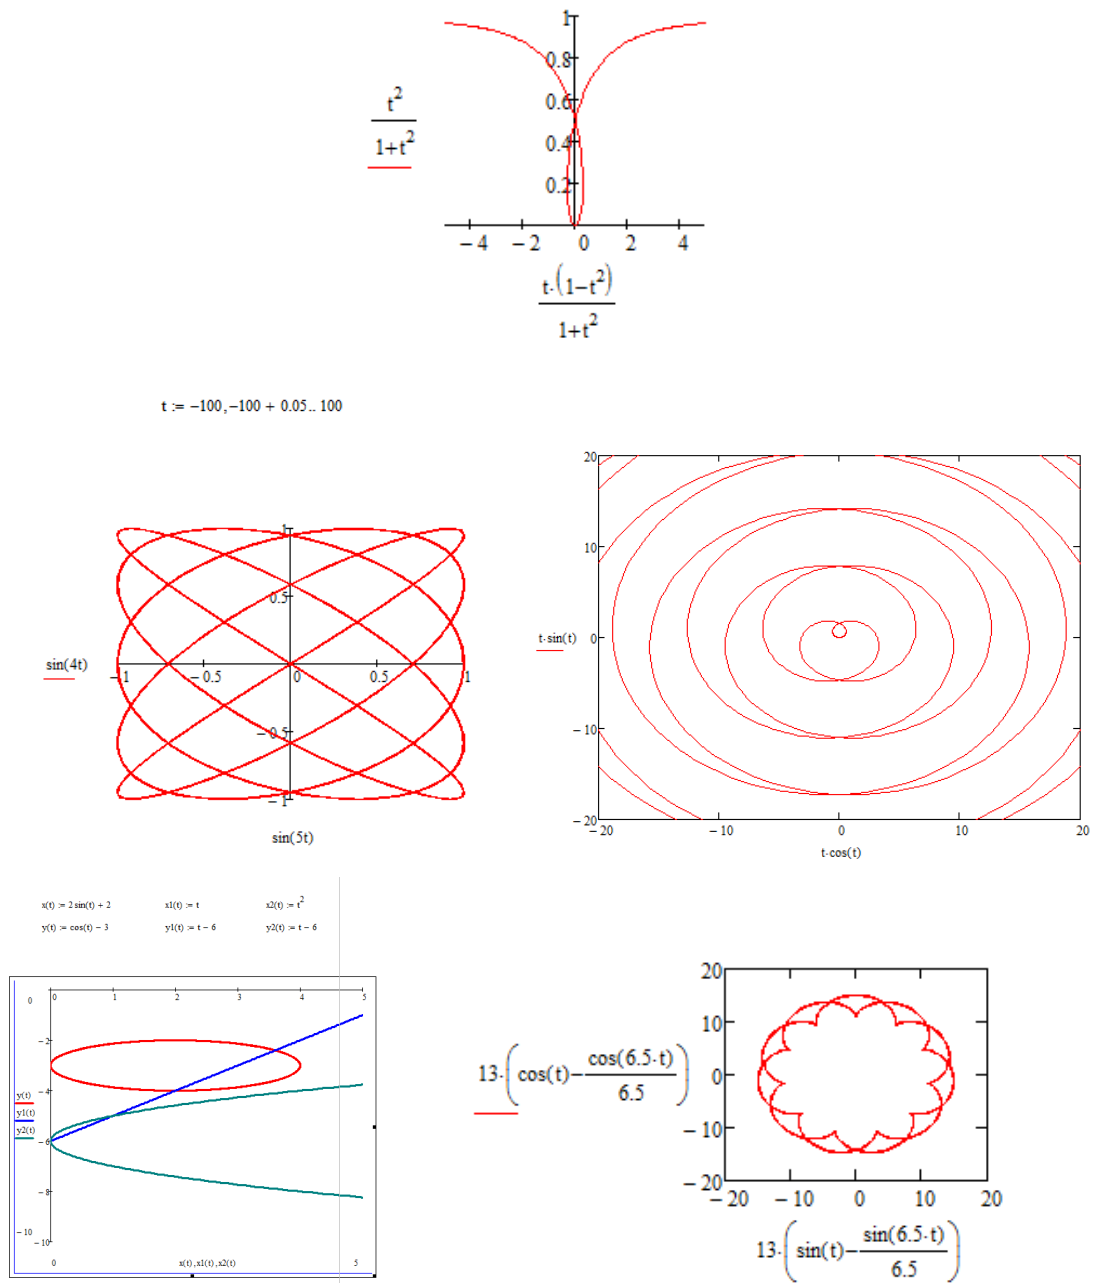 1
0.8
0.6
0.4
0.2
t^2
1+t^2
−4 −2 0 2 4
t·(1−t^2)
1+t^2
t := −100, −100 + 0.05.. 100
1
0.5
sin(4t)
−1 −0.5 0 0.5 1
−0.5
−1
sin(5t)
20
10
t·sin(t)
0
−10
−20
−20 −10 0 10 20
t·cos(t)
x(t) := 2 sin(t) + 2 x1(t) := t x2(t) := t^2
y(t) := cos(t) − 3 y1(t) := t − 6 y2(t) := t − 6
0 1 2 3 4 5
0
−2
−4
y(t)
y1(t)
y2(t)
−6
−8
−10
−10
0 x(t), x1(t), x2(t) 5
20
10
13·(cos(t)−cos(6.5·t)/6.5)
0
−10
−20
−20 −10 0 10 20
13·(sin(t)−sin(6.5·t)/6.5)